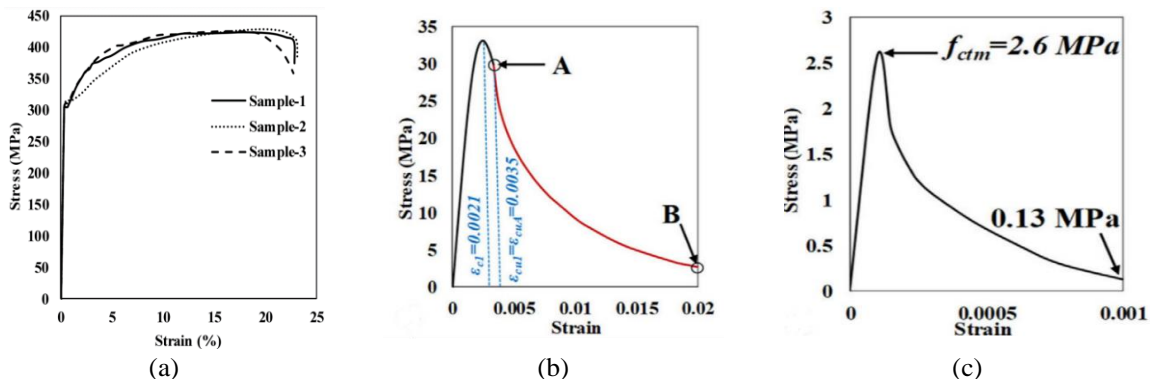 450
400
350
300
250
200
150
100
50
0
Stress (MPa)
Sample-1
Sample-2
Sample-3
0 5 10 15 20 25
Strain (%)
(a)
35
30
25
20
15
10
5
0
Stress (MPa)
A
B
ε_c1=0.0021
ε_cu1=ε_cuA=0.0035
0 0.005 0.01 0.015 0.02
Strain
(b)
3
2.5
2
1.5
1
0.5
0
Stress (MPa)
f_ctm=2.6 MPa
0.13 MPa
0 0.0005 0.001
Strain
(c)